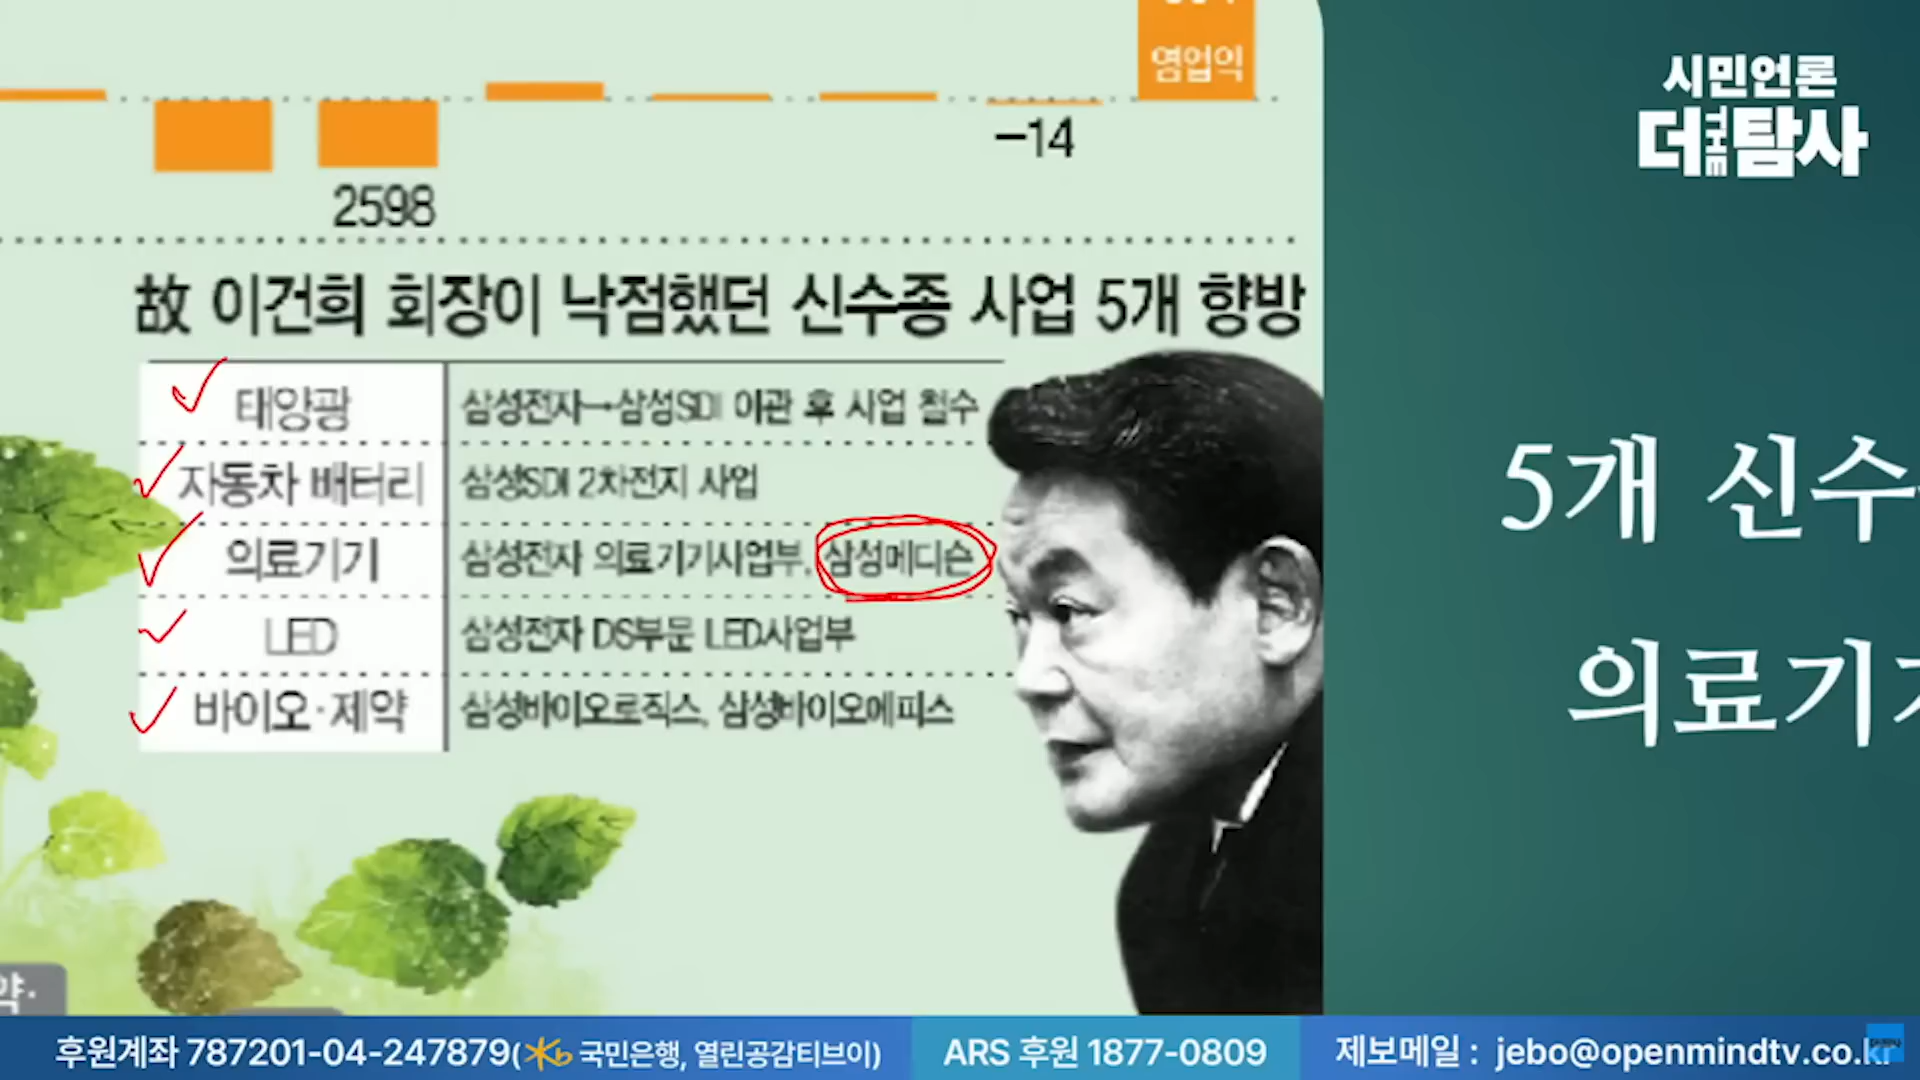 영업익
시민언론
더탐사
-14
2598
故 이건희 회장이 낙점했던 신수종 사업 5개 향방
태양광 삼성전자→삼성SDI 이관 후 사업 철수
자동차 배터리 삼성SDI 2차전지 사업
의료기기 삼성전자 의료기기사업부, 삼성메디슨
LED 삼성전자 DS부문 LED사업부
바이오·제약 삼성바이오로직스, 삼성바이오에피스
5개 신수
의료기기
약·
후원계좌 787201-04-247879( Kb 국민은행, 열린공감티브이) ARS 후원 1877-0809 제보메일 : jebo@openmindtv.co.kr